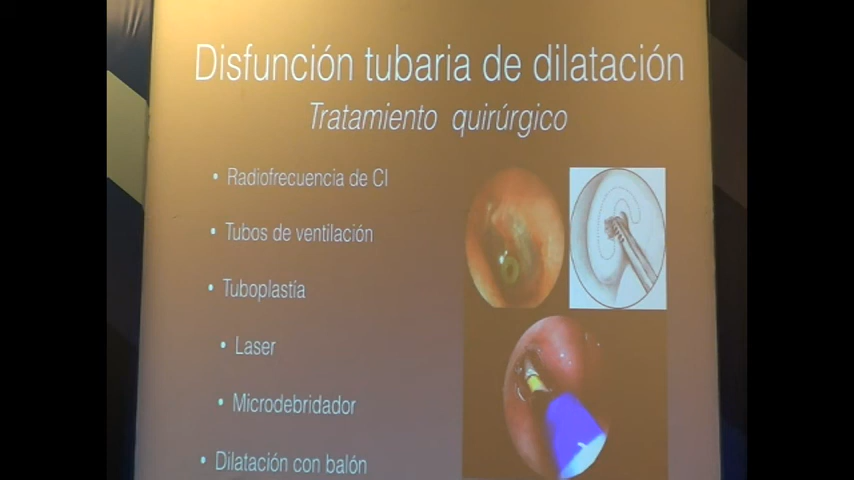 Disfunción tubaria de dilatación
Tratamiento quirúrgico
• Radiofrecuencia de CI
• Tubos de ventilación
• Tuboplastía
• Laser
• Microdebridador
• Dilatación con balón